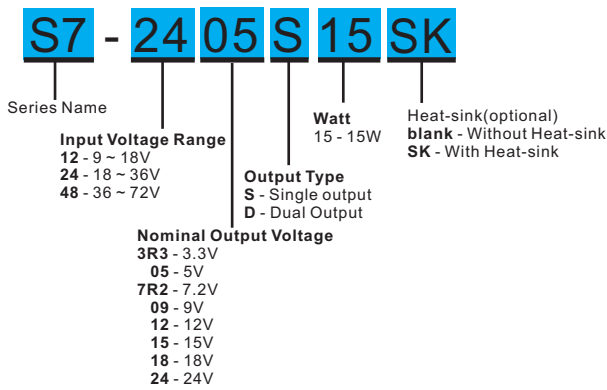 S7 - 24 05 S 15 SK
Series Name
Input Voltage Range
12 - 9 ~ 18V
24 - 18 ~ 36V
48 - 36 ~ 72V
Nominal Output Voltage
3R3 - 3.3V
05 - 5V
7R2 - 7.2V
09 - 9V
12 - 12V
15 - 15V
18 - 18V
24 - 24V
Output Type
S - Single output
D - Dual Output
Watt
15 - 15W
Heat-sink(optional)
blank - Without Heat-sink
SK - With Heat-sink